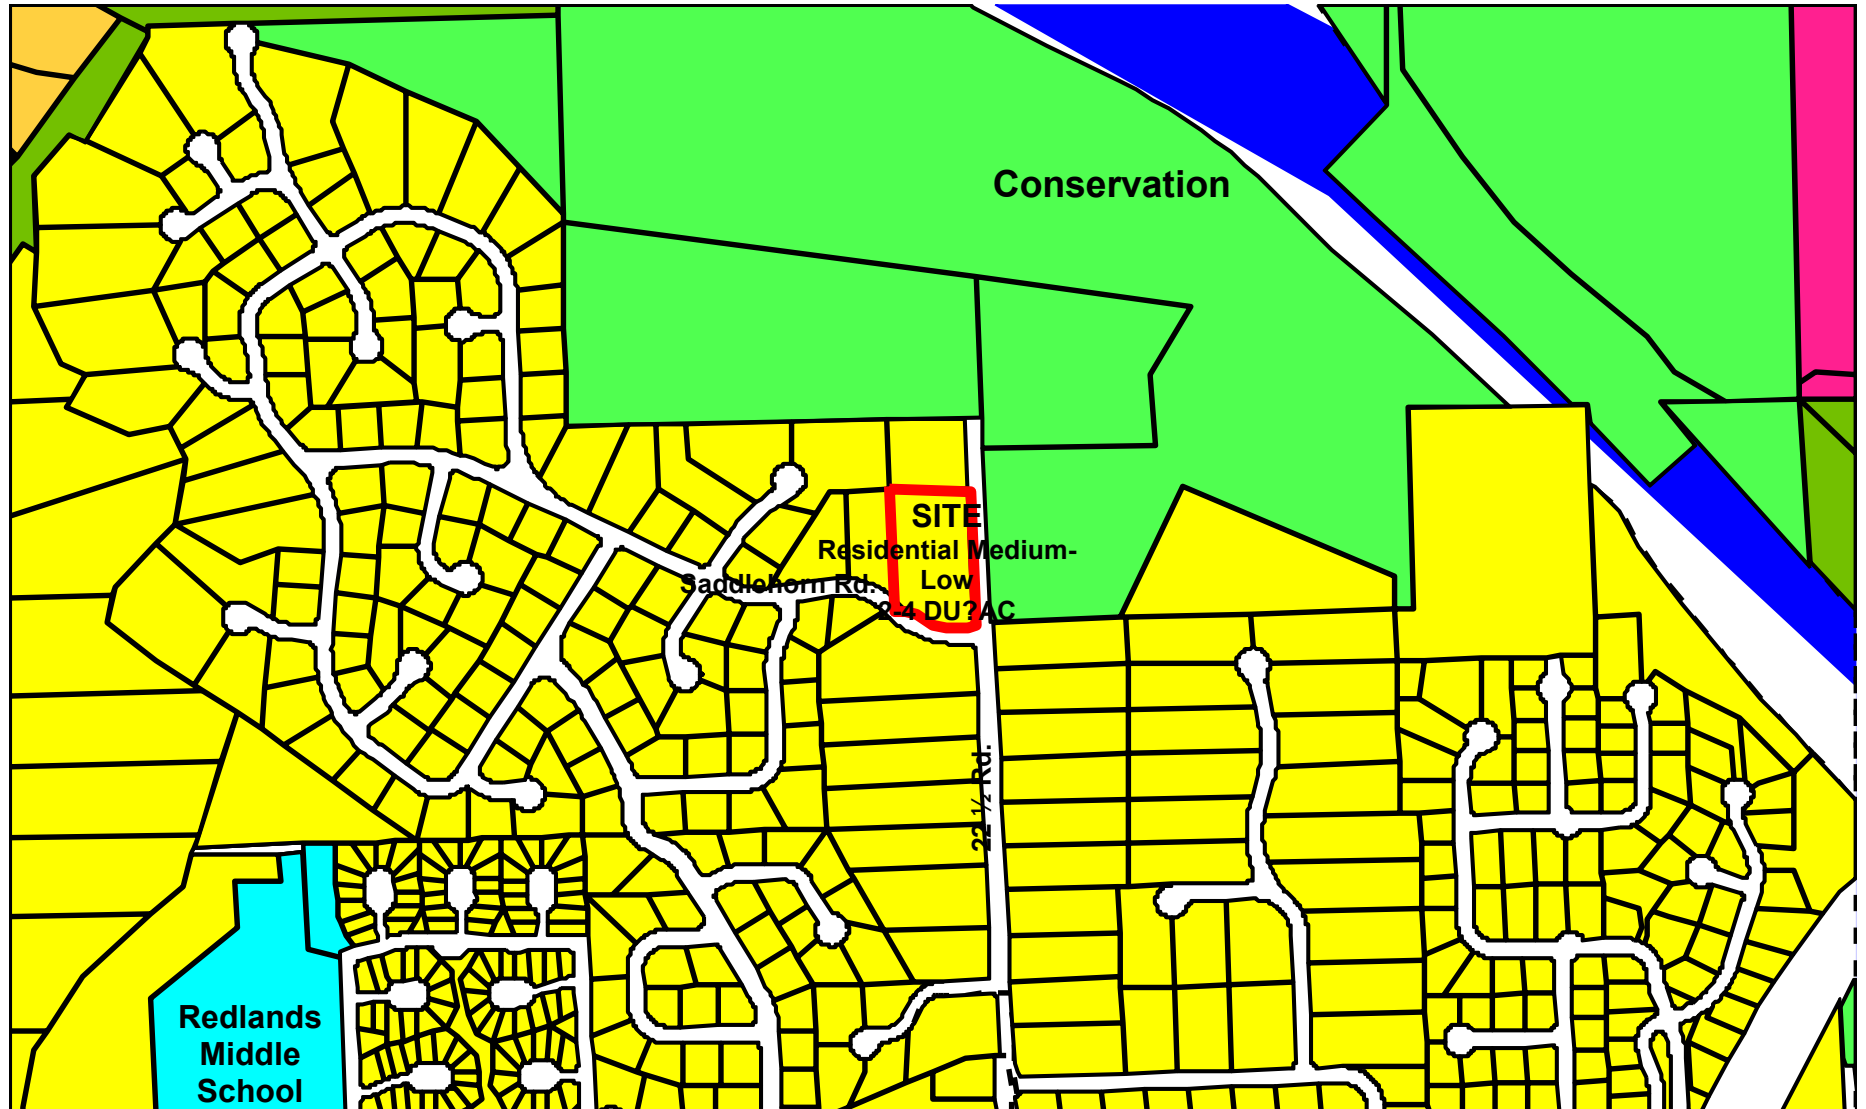 Conservation
SITE
Residential Medium-
Low
2-4 DU?AC
Saddlehorn Rd.
22 ½ Rd.
Redlands
Middle
School